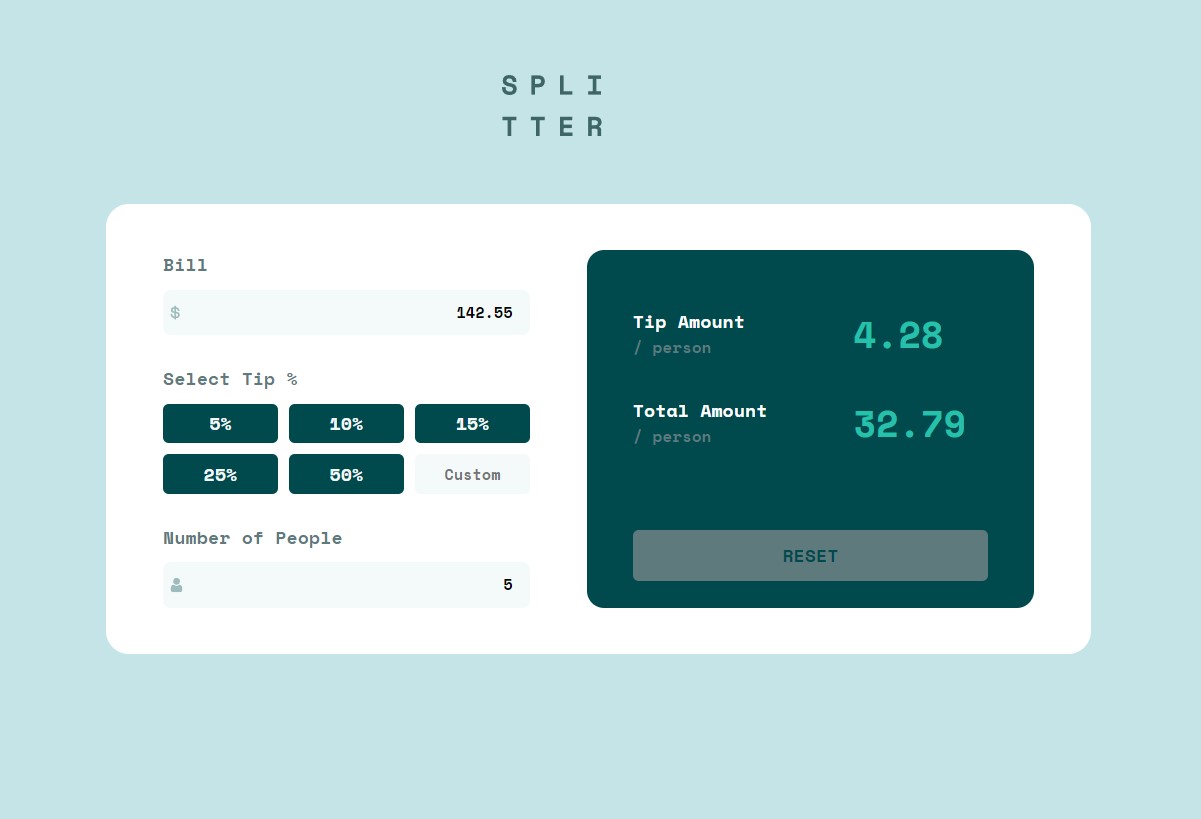 SPLI
TTER
Bill
$ 142.55
Select Tip %
5% 10% 15%
25% 50% Custom
Number of People
5
Tip Amount
/ person
4.28
Total Amount
/ person
32.79
RESET